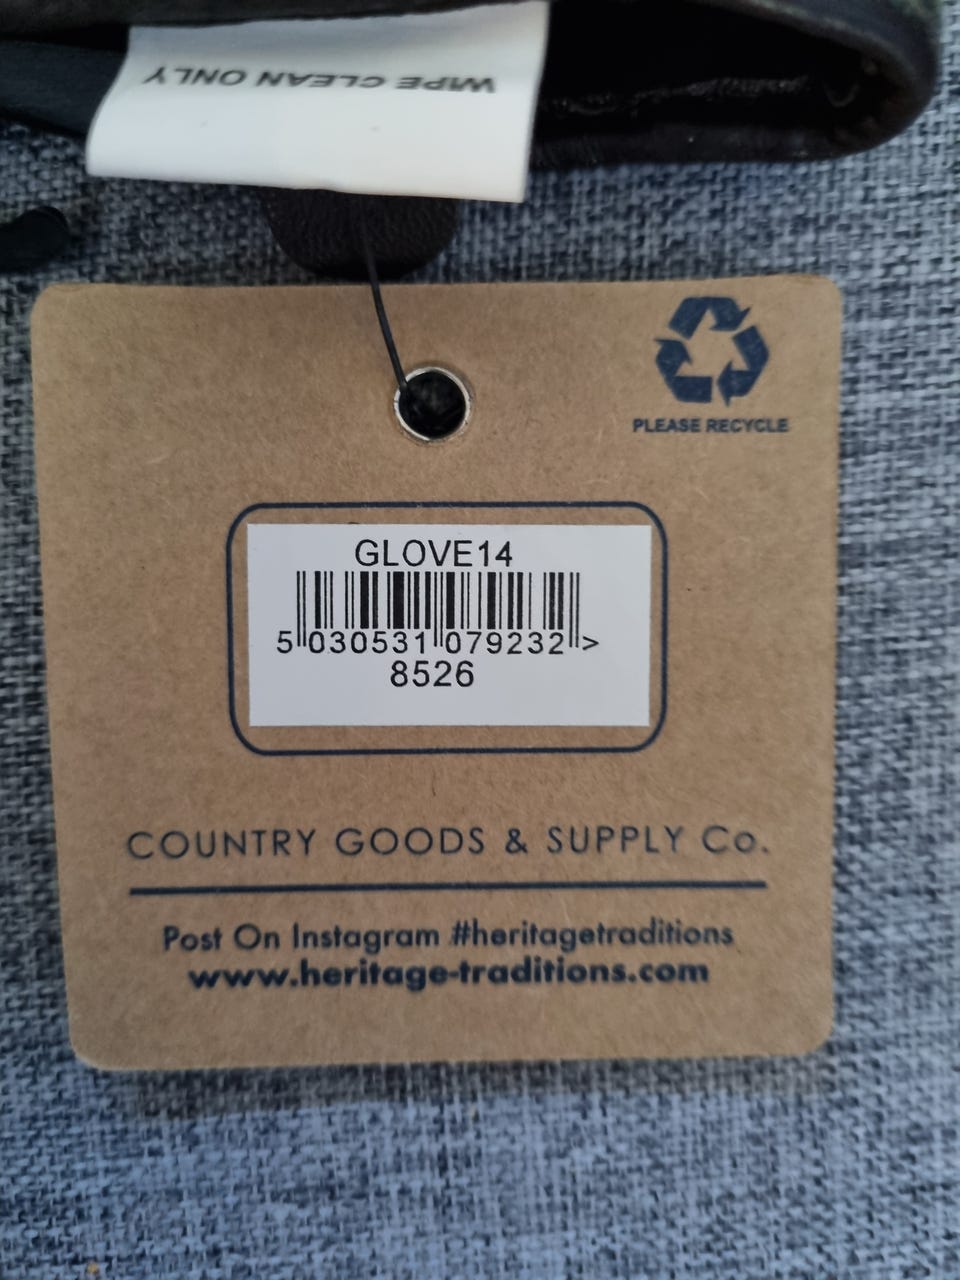 WIPE CLEAN ONLY
PLEASE RECYCLE
GLOVE14
5 030531 079232 >
8526
COUNTRY GOODS & SUPPLY Co.
Post On Instagram #heritagetraditions
www.heritage-traditions.com